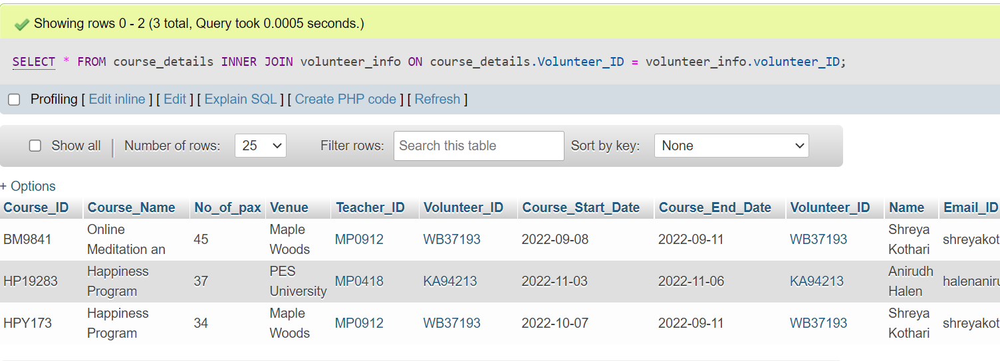 Showing rows 0 - 2 (3 total, Query took 0.0005 seconds.)
SELECT * FROM course_details INNER JOIN volunteer_info ON course_details.Volunteer_ID = volunteer_info.volunteer_ID;
Profiling [ Edit inline ] [ Edit ] [ Explain SQL ] [ Create PHP code ] [ Refresh ]
Show all | Number of rows: 25 Filter rows: Search this table Sort by key: None
+ Options
Course_ID Course_Name No_of_pax Venue Teacher_ID Volunteer_ID Course_Start_Date Course_End_Date Volunteer_ID Name Email_ID
BM9841 Online Meditation an 45 Maple Woods MP0912 WB37193 2022-09-08 2022-09-11 WB37193 Shreya Kothari shreyakot
HP19283 Happiness Program 37 PES University MP0418 KA94213 2022-11-03 2022-11-06 KA94213 Anirudh Halen halenaniru
HPY173 Happiness Program 34 Maple Woods MP0912 WB37193 2022-10-07 2022-09-11 WB37193 Shreya Kothari shreyakot